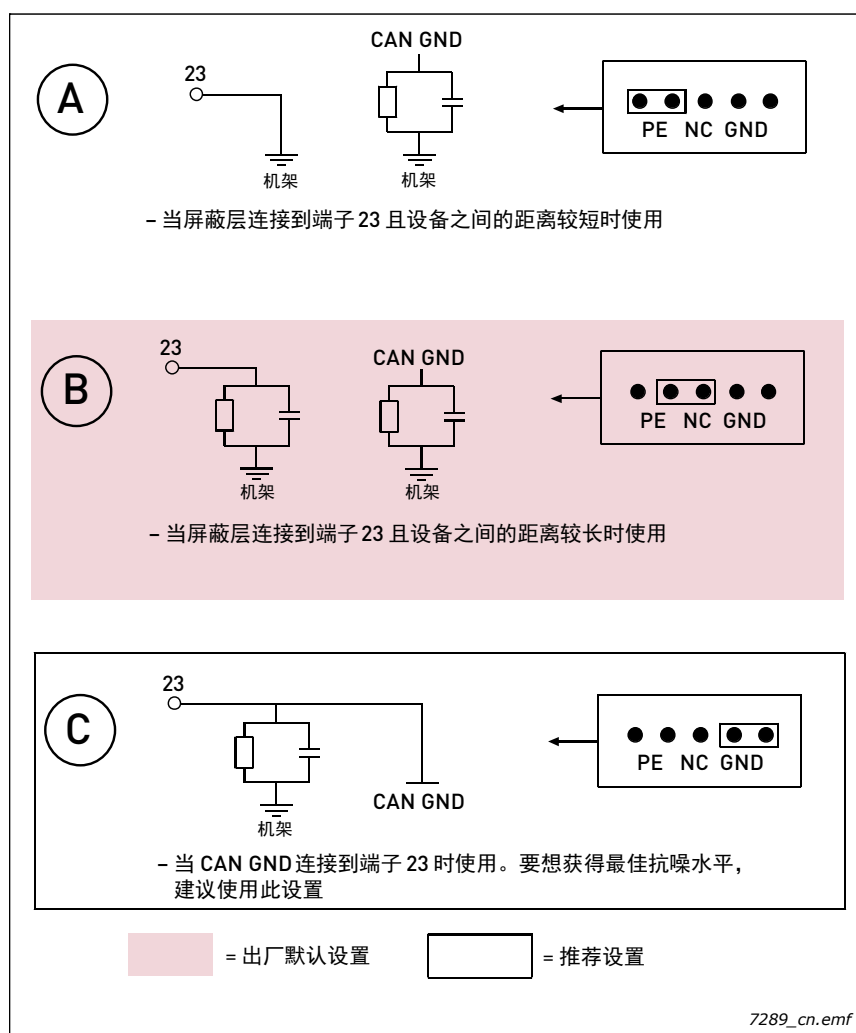 A
23
CAN GND
机架
机架
PE NC GND
– 当屏蔽层连接到端子 23 且设备之间的距离较短时使用
B
23
CAN GND
机架
机架
PE NC GND
– 当屏蔽层连接到端子 23 且设备之间的距离较长时使用
C
23
机架
CAN GND
PE NC GND
– 当 CAN GND 连接到端子 23 时使用。要想获得最佳抗噪水平，
建议使用此设置
= 出厂默认设置
= 推荐设置
7289_cn.emf